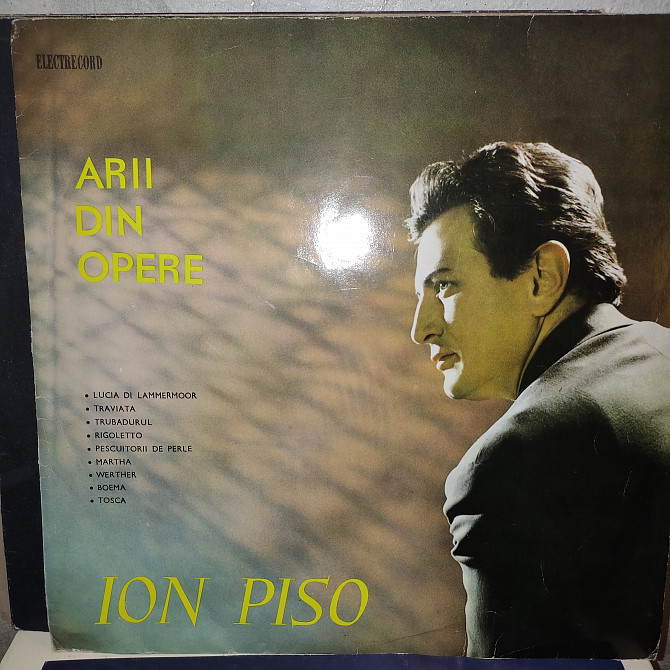 ELECTRECORD
ARII
DIN
OPERE
• LUCIA DI LAMMERMOOR
• TRAVIATA
• TRUBADURUL
• RIGOLETTO
• PESCUITORII DE PERLE
• MARTHA
• WERTHER
• BOEMA
• TOSCA
ION PISO